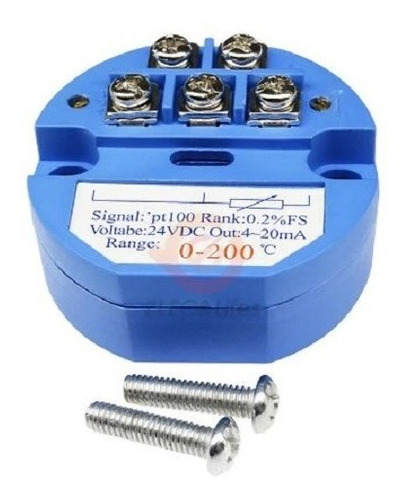 Signal:'pt100 Rank:0.2%FS
Voltabe:24VDC Out:4~20mA
Range: 0-200 ℃